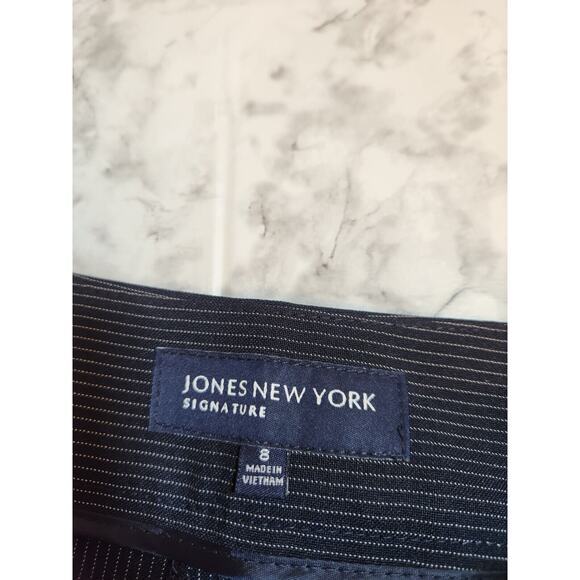 JONES NEW YORK
SIGNATURE
8
MADE IN
VIETNAM